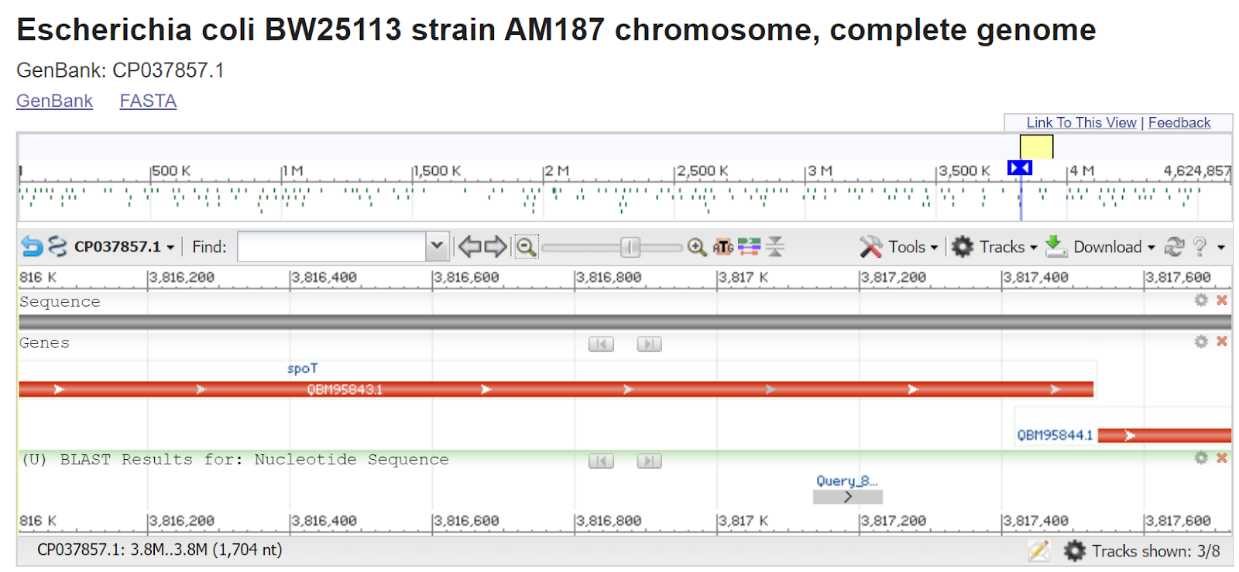 Escherichia coli BW25113 strain AM187 chromosome, complete genome
GenBank: CP037857.1
GenBank FASTA
Link To This View | Feedback
500 K 1 M 1,500 K 2 M 2,500 K 3 M 3,500 K 4 M 4,624,857
CP037857.1 Find: ATG Tools Tracks Download ?
816 K 3,816,200 3,816,400 3,816,600 3,816,800 3,817 K 3,817,200 3,817,400 3,817,600
Sequence
Genes
spoT
QBM95843.1
QBM95844.1
(U) BLAST Results for: Nucleotide Sequence
Query_8...
816 K 3,816,200 3,816,400 3,816,600 3,816,800 3,817 K 3,817,200 3,817,400 3,817,600
CP037857.1: 3.8M..3.8M (1,704 nt) Tracks shown: 3/8